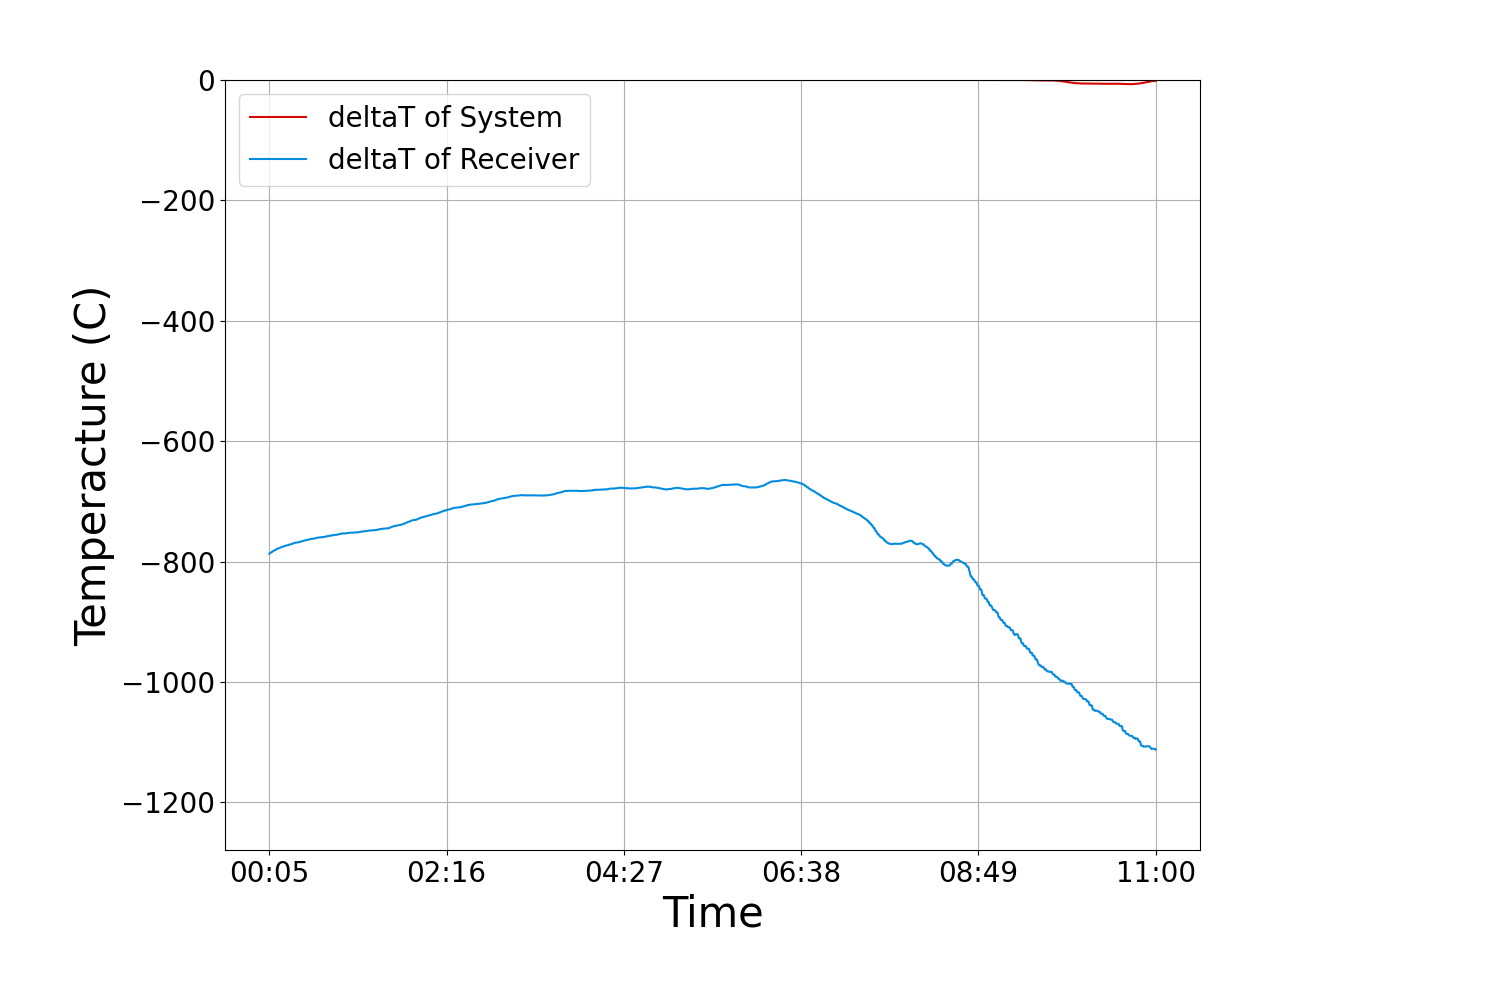 deltaT of System
deltaT of Receiver
0
−200
−400
−600
−800
−1000
−1200
Temperacture (C)
00:05 02:16 04:27 06:38 08:49 11:00
Time